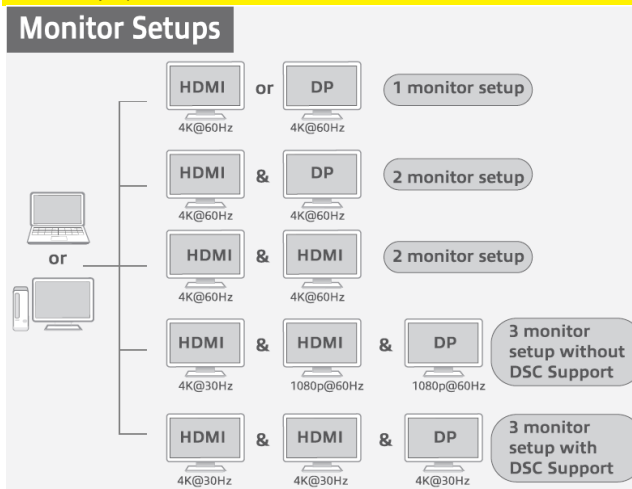 Monitor Setups
HDMI or DP 1 monitor setup
4K@60Hz 4K@60Hz
HDMI & DP 2 monitor setup
4K@60Hz 4K@60Hz
or
HDMI & HDMI 2 monitor setup
4K@60Hz 4K@60Hz
HDMI & HDMI & DP
3 monitor
setup without
DSC Support
4K@30Hz 1080p@60Hz 1080p@60Hz
HDMI & HDMI & DP
3 monitor
setup with
DSC Support
4K@30Hz 4K@30Hz 4K@30Hz